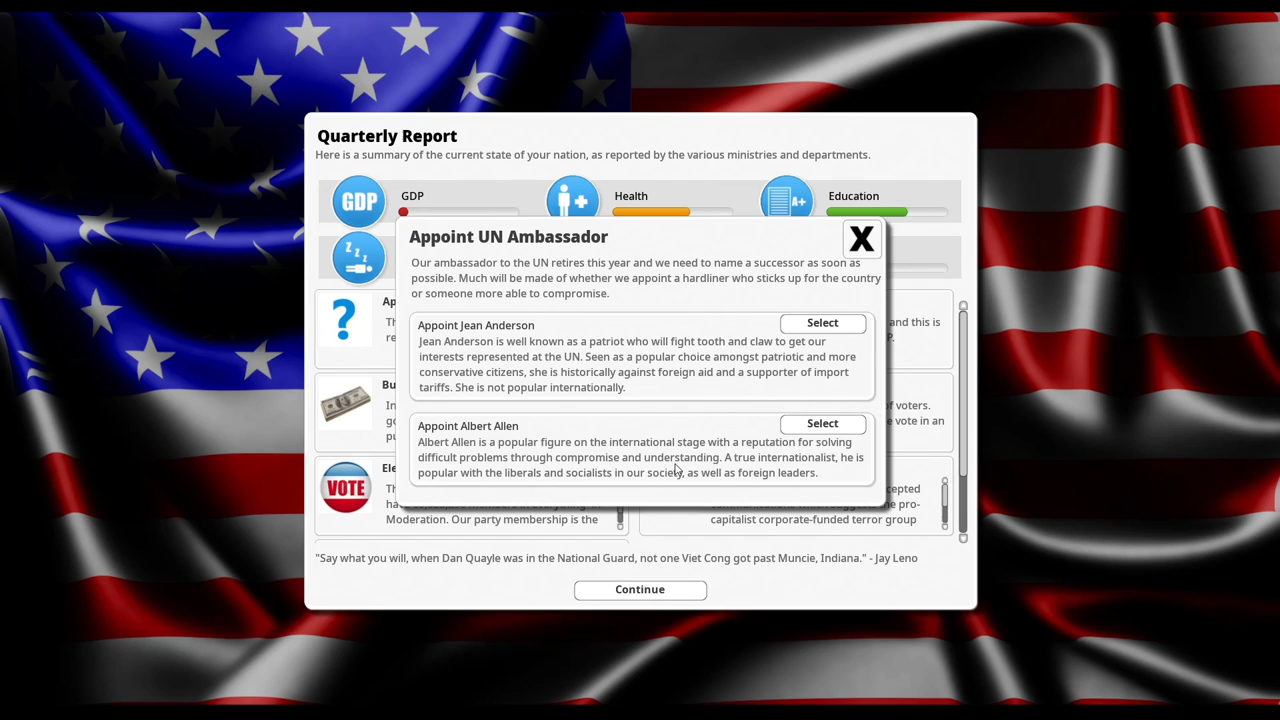 Quarterly Report
Here is a summary of the current state of your nation, as reported by the various ministries and departments.
GDP
GDP
Health
A+
Education
z z z
Appoint UN Ambassador
X
Our ambassador to the UN retires this year and we need to name a successor as soon as
possible. Much will be made of whether we appoint a hardliner who sticks up for the country
or someone more able to compromise.
Appoint Jean Anderson
Select
Jean Anderson is well known as a patriot who will fight tooth and claw to get our
interests represented at the UN. Seen as a popular choice amongst patriotic and more
conservative citizens, she is historically against foreign aid and a supporter of import
tariffs. She is not popular internationally.
Appoint Albert Allen
Select
Albert Allen is a popular figure on the international stage with a reputation for solving
difficult problems through compromise and understanding. A true internationalist, he is
popular with the liberals and socialists in our society, as well as foreign leaders.
?
and this is
of voters.
vote in an
VOTE
Moderation. Our party membership is the
pro-
capitalist corporate-funded terror group
"Say what you will, when Dan Quayle was in the National Guard, not one Viet Cong got past Muncie, Indiana." - Jay Leno
Continue